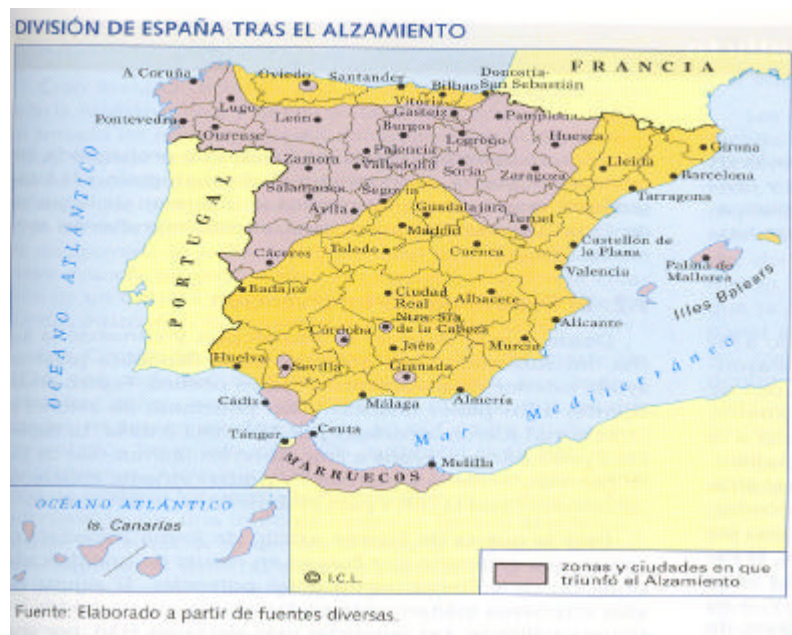 DIVISIÓN DE ESPAÑA TRAS EL ALZAMIENTO
FRANCIA
A Coruña
Oviedo
Santander
Bilbao
Donostia-
San Sebastián
Lugo
Vitoria
Gasteiz
Pamplona
Pontevedra
Ourense
León
Burgos
Logroño
Huesca
Girona
Palencia
Lleida
Zamora
Valladolid
Soria
Zaragoza
Barcelona
Tarragona
Salamanca
Segovia
Ávila
Guadalajara
Teruel
Madrid
OCÉANO ATLÁNTICO
PORTUGAL
Cáceres
Toledo
Cuenca
Castellón de
la Plana
Valencia
Palma de
Mallorca
Illes Balears
Badajoz
Ciudad
Real
Albacete
Ntra. Sra.
de la Cabeza
Alicante
Córdoba
Jaén
Murcia
Huelva
Sevilla
Granada
Cádiz
Málaga
Almería
Mar Mediterráneo
Tánger
Ceuta
MARRUECOS
Melilla
OCÉANO ATLÁNTICO
Is. Canarias
© I.C.L.
zonas y ciudades en que
triunfó el Alzamiento
Fuente: Elaborado a partir de fuentes diversas.